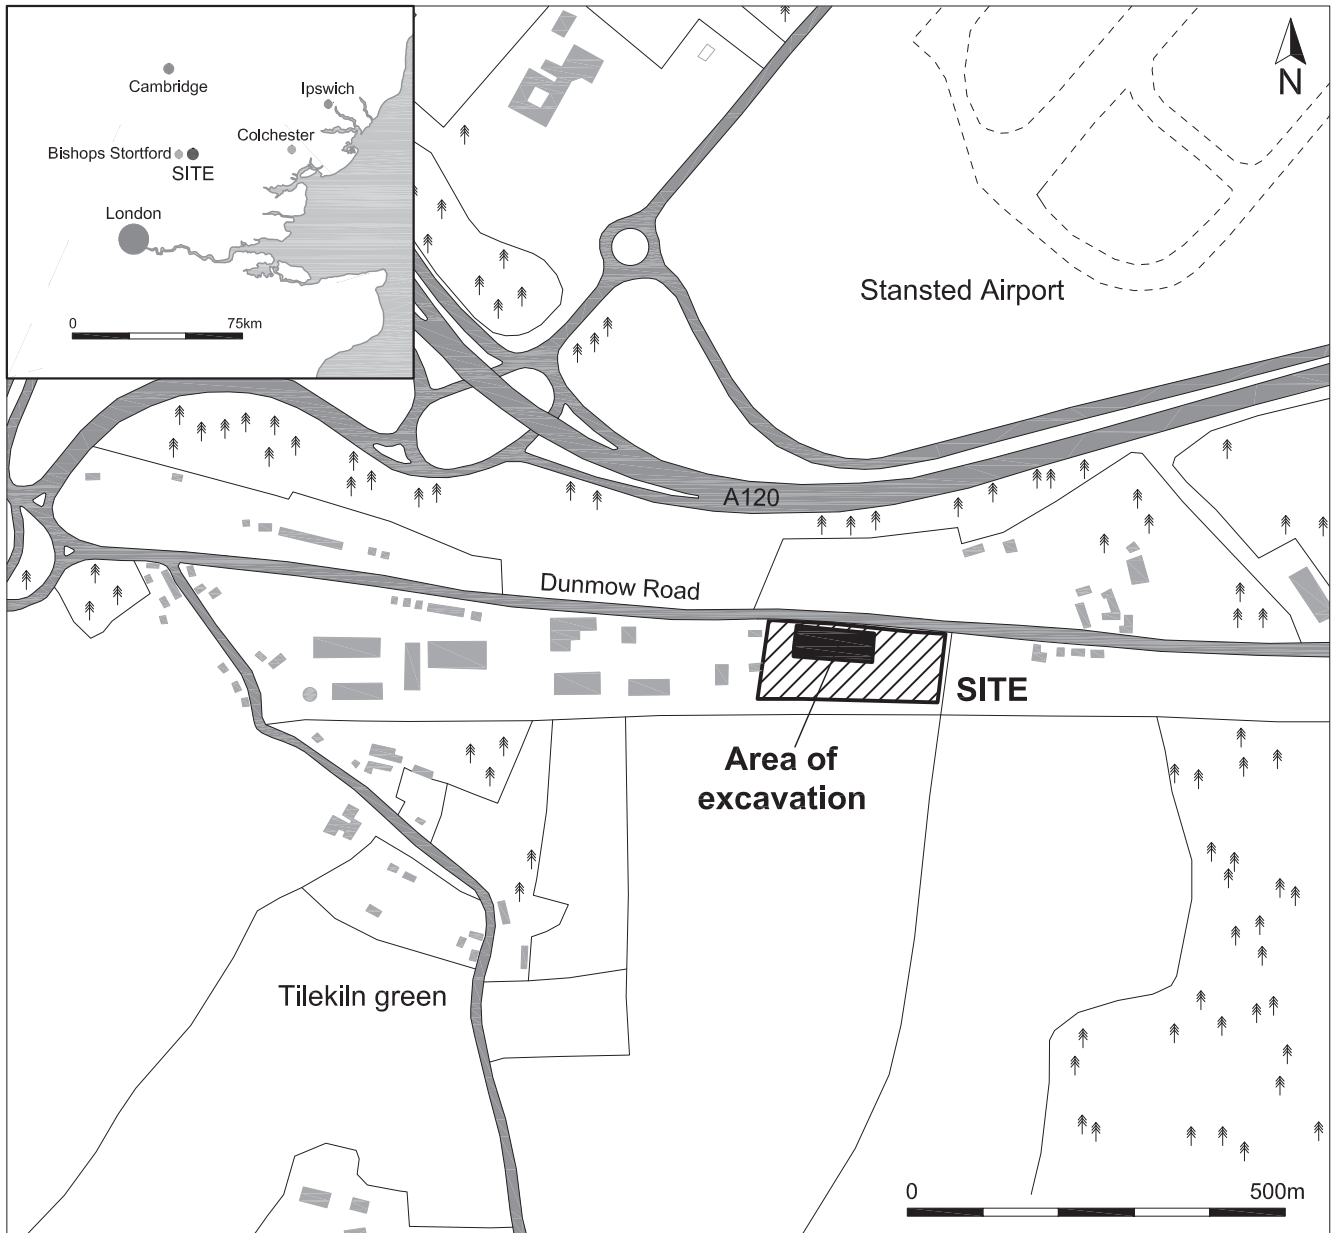 Cambridge
Ipswich
Colchester
Bishops Stortford
SITE
London
0 75km
N
Stansted Airport
A120
Dunmow Road
SITE
Area of
excavation
Tilekiln green
0 500m